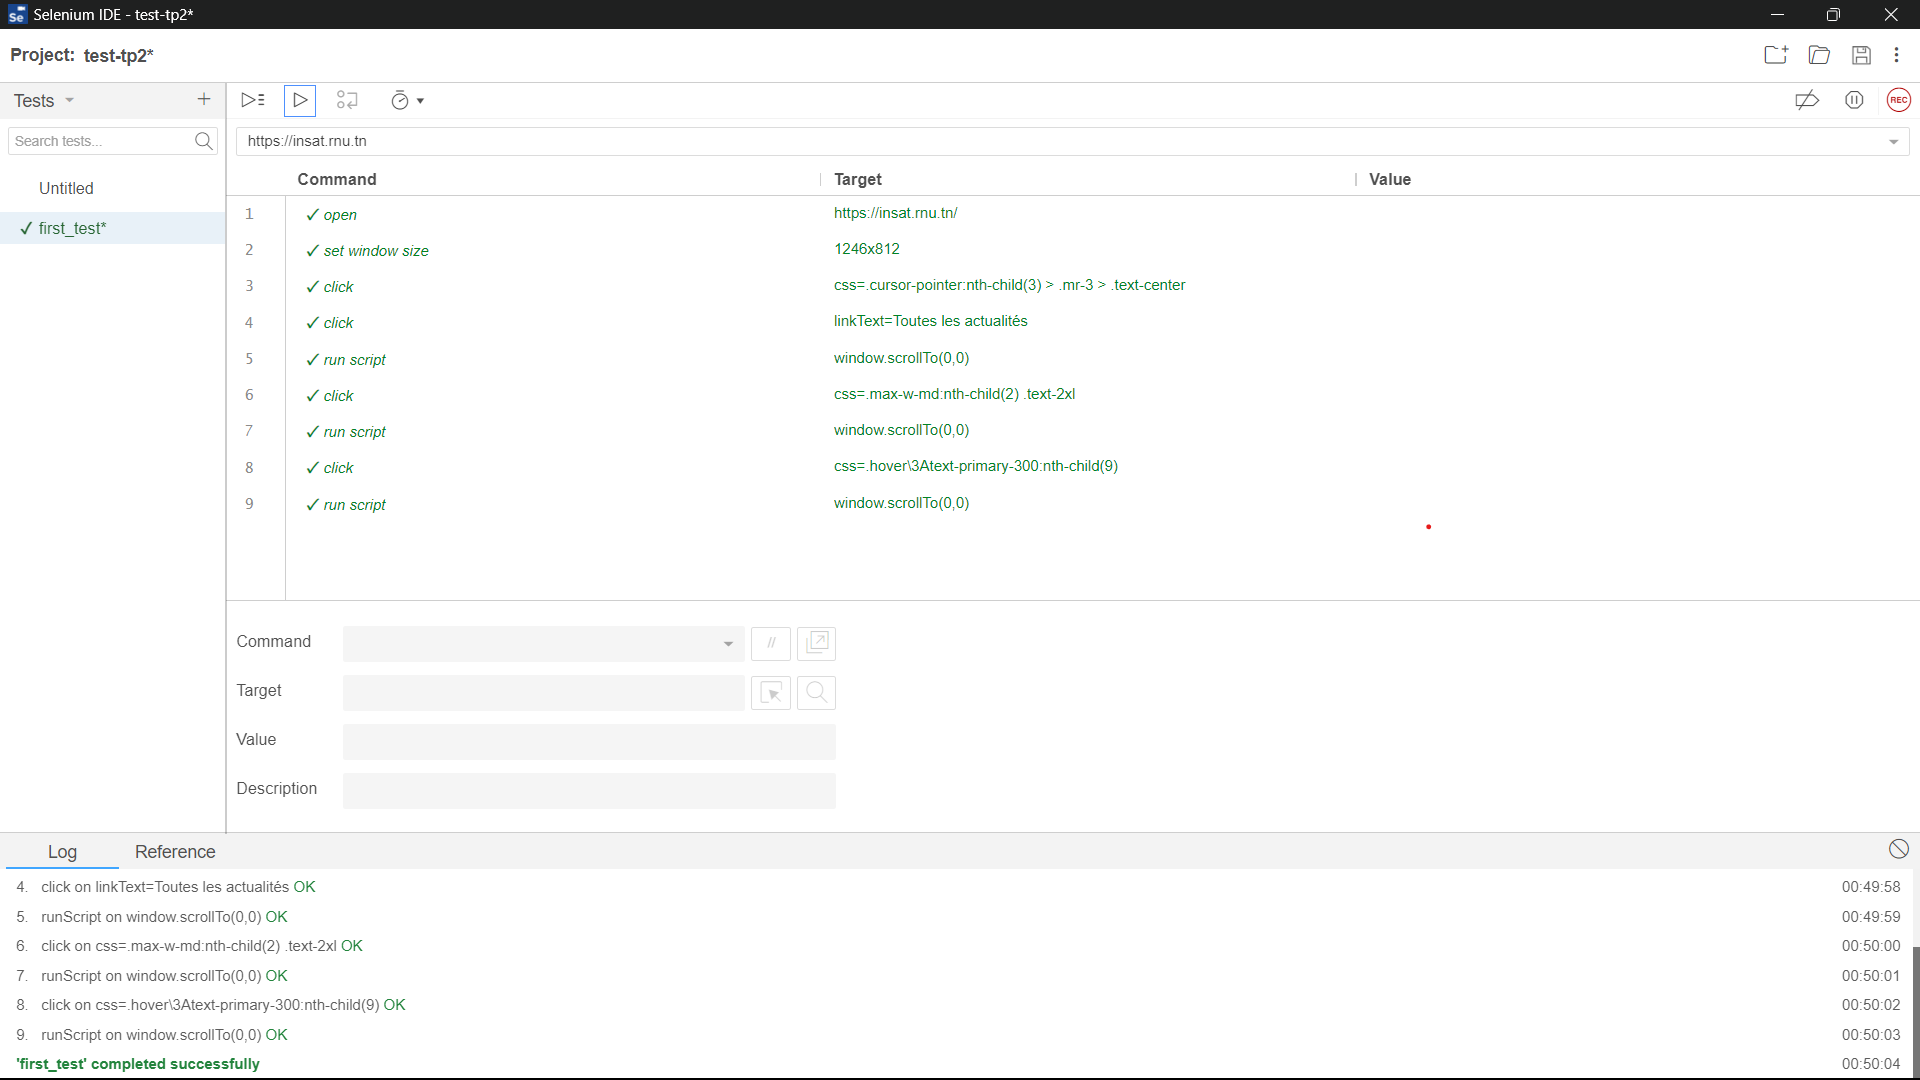 Selenium IDE - test-tp2*
Project: test-tp2*
Tests
Search tests...
Untitled
✓ first_test*
REC
https://insat.rnu.tn
Command Target Value
1 ✓ open https://insat.rnu.tn/
2 ✓ set window size 1246x812
3 ✓ click css=.cursor-pointer:nth-child(3) > .mr-3 > .text-center
4 ✓ click linkText=Toutes les actualités
5 ✓ run script window.scrollTo(0,0)
6 ✓ click css=.max-w-md:nth-child(2) .text-2xl
7 ✓ run script window.scrollTo(0,0)
8 ✓ click css=.hover\3Atext-primary-300:nth-child(9)
9 ✓ run script window.scrollTo(0,0)
Command //
Target
Value
Description
Log Reference
4. click on linkText=Toutes les actualités OK 00:49:58
5. runScript on window.scrollTo(0,0) OK 00:49:59
6. click on css=.max-w-md:nth-child(2) .text-2xl OK 00:50:00
7. runScript on window.scrollTo(0,0) OK 00:50:01
8. click on css=.hover\3Atext-primary-300:nth-child(9) OK 00:50:02
9. runScript on window.scrollTo(0,0) OK 00:50:03
'first_test' completed successfully 00:50:04